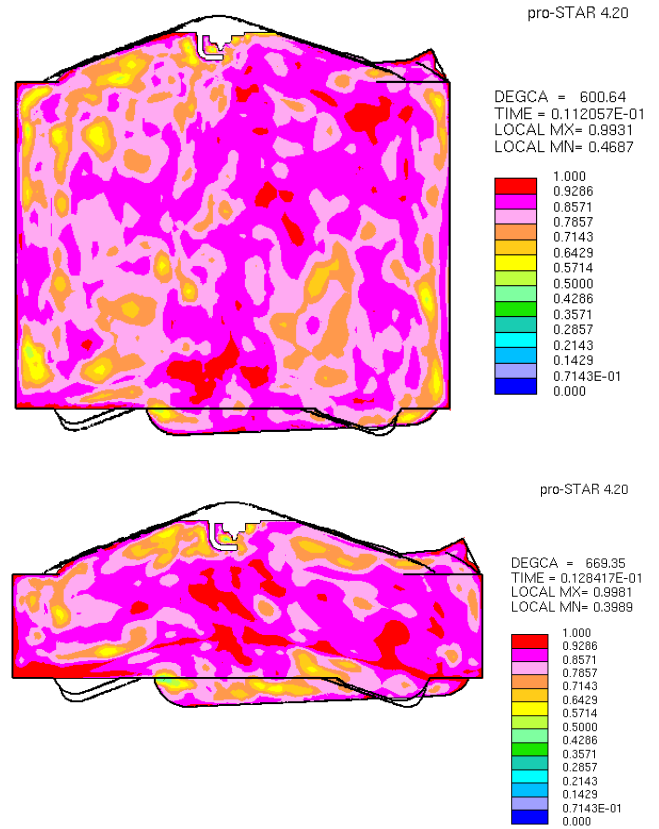 pro-STAR 4.20
DEGCA = 600.64
TIME = 0.112057E-01
LOCAL MX= 0.9931
LOCAL MN= 0.4687
1.000
0.9286
0.8571
0.7857
0.7143
0.6429
0.5714
0.5000
0.4286
0.3571
0.2857
0.2143
0.1429
0.7143E-01
0.000
pro-STAR 4.20
DEGCA = 669.35
TIME = 0.128417E-01
LOCAL MX= 0.9981
LOCAL MN= 0.3989
1.000
0.9286
0.8571
0.7857
0.7143
0.6429
0.5714
0.5000
0.4286
0.3571
0.2857
0.2143
0.1429
0.7143E-01
0.000